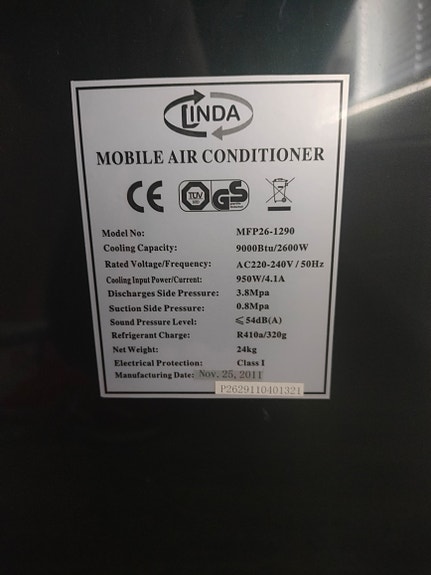 LINDA
MOBILE AIR CONDITIONER
CE TÜV GS
Model No: MFP26-1290
Cooling Capacity: 9000Btu/2600W
Rated Voltage/Frequency: AC220-240V / 50Hz
Cooling Input Power/Current: 950W/4.1A
Discharges Side Pressure: 3.8Mpa
Suction Side Pressure: 0.8Mpa
Sound Pressure Level: ≤54dB(A)
Refrigerant Charge: R410a/320g
Net Weight: 24kg
Electrical Protection: Class I
Manufacturing Date: Nov. 25, 2011
P2629110401321